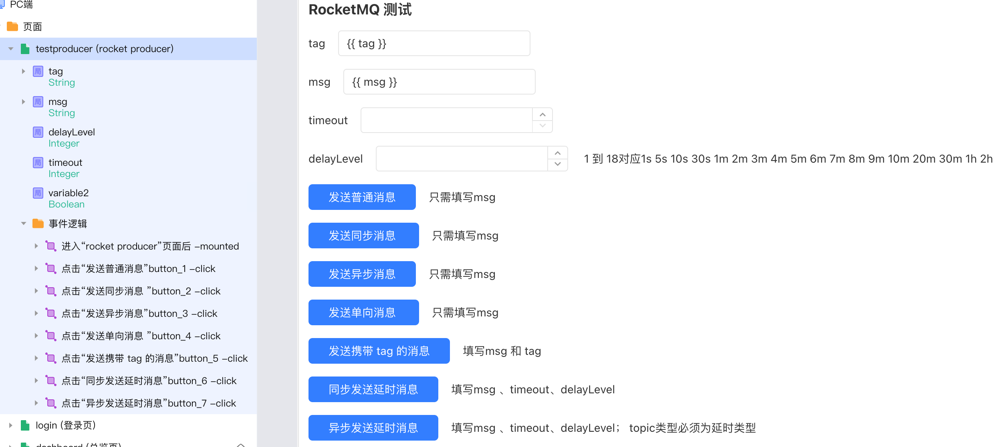 PC端
页面
testproducer (rocket producer)
局 tag
String
局 msg
String
局 delayLevel
Integer
局 timeout
Integer
局 variable2
Boolean
事件逻辑
进入“rocket producer”页面后 –mounted
点击“发送普通消息”button_1 –click
点击“发送同步消息 ”button_2 –click
点击“发送异步消息”button_3 –click
点击“发送单向消息 ”button_4 –click
点击“发送携带 tag 的消息”button_5 –click
点击“同步发送延时消息”button_6 –click
点击“异步发送延时消息”button_7 –click
login (登录页)
dashboard (总览页)
RocketMQ 测试
tag {{ tag }}
msg {{ msg }}
timeout
delayLevel 1 到 18对应1s 5s 10s 30s 1m 2m 3m 4m 5m 6m 7m 8m 9m 10m 20m 30m 1h 2h
发送普通消息 只需填写msg
发送同步消息 只需填写msg
发送异步消息 只需填写msg
发送单向消息 只需填写msg
发送携带 tag 的消息 填写msg 和 tag
同步发送延时消息 填写msg 、timeout、delayLevel
异步发送延时消息 填写msg 、timeout、delayLevel； topic类型必须为延时类型